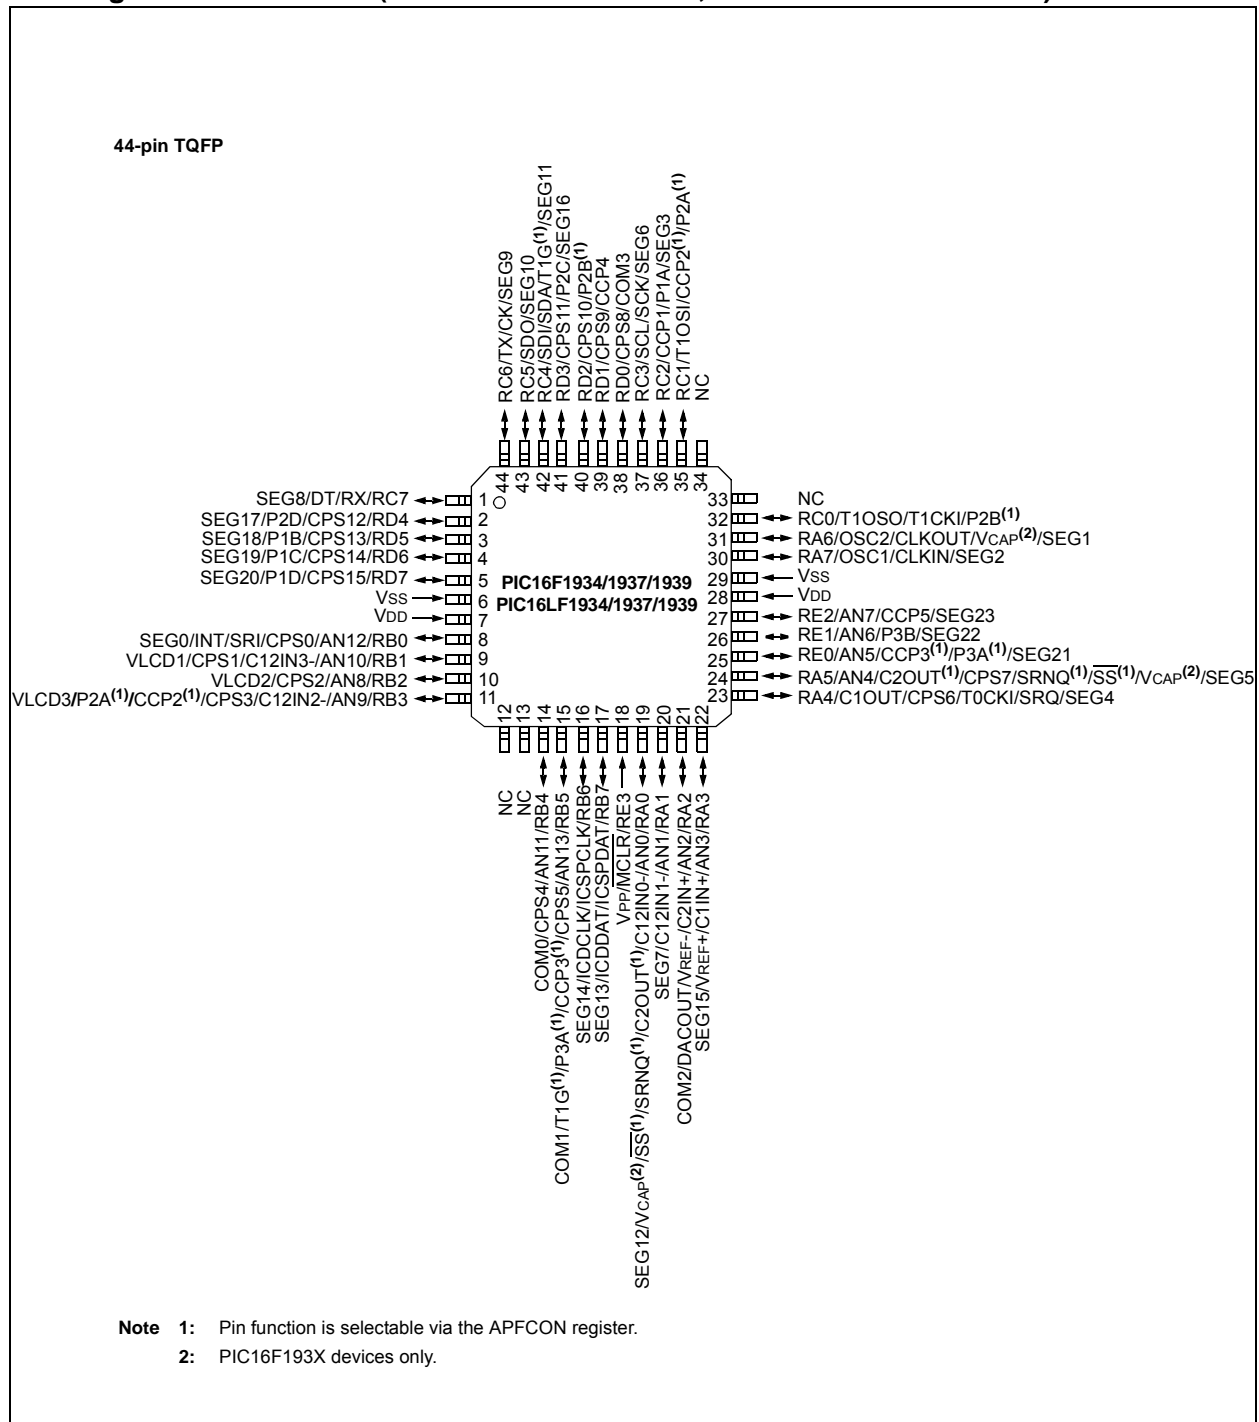 44-pin TQFP
RC6/TX/CK/SEG9
RC5/SDO/SEG10
RC4/SDI/SDA/T1G(1)/SEG11
RD3/CPS11/P2C/SEG16
RD2/CPS10/P2B(1)
RD1/CPS9/CCP4
RD0/CPS8/COM3
RC3/SCL/SCK/SEG6
RC2/CCP1/P1A/SEG3
RC1/T1OSI/CCP2(1)/P2A(1)
NC
44 43 42 41 40 39 38 37 36 35 34
SEG8/DT/RX/RC7 1
SEG17/P2D/CPS12/RD4 2
SEG18/P1B/CPS13/RD5 3
SEG19/P1C/CPS14/RD6 4
SEG20/P1D/CPS15/RD7 5
VSS 6
VDD 7
SEG0/INT/SRI/CPS0/AN12/RB0 8
VLCD1/CPS1/C12IN3-/AN10/RB1 9
VLCD2/CPS2/AN8/RB2 10
VLCD3/P2A(1)/CCP2(1)/CPS3/C12IN2-/AN9/RB3 11
PIC16F1934/1937/1939
PIC16LF1934/1937/1939
33 NC
32 RC0/T1OSO/T1CKI/P2B(1)
31 RA6/OSC2/CLKOUT/VCAP(2)/SEG1
30 RA7/OSC1/CLKIN/SEG2
29 VSS
28 VDD
27 RE2/AN7/CCP5/SEG23
26 RE1/AN6/P3B/SEG22
25 RE0/AN5/CCP3(1)/P3A(1)/SEG21
24 RA5/AN4/C2OUT(1)/CPS7/SRNQ(1)/SS(1)/VCAP(2)/SEG5
23 RA4/C1OUT/CPS6/T0CKI/SRQ/SEG4
12 13 14 15 16 17 18 19 20 21 22
NC
NC
COM0/CPS4/AN11/RB4
COM1/T1G(1)/P3A(1)/CCP3(1)/CPS5/AN13/RB5
SEG14/ICDCLK/ICSPCLK/RB6
SEG13/ICDDAT/ICSPDAT/RB7
VPP/MCLR/RE3
SEG12/VCAP(2)/SS(1)/SRNQ(1)/C2OUT(1)/C12IN0-/AN0/RA0
SEG7/C12IN1-/AN1/RA1
COM2/DACOUT/VREF-/C2IN+/AN2/RA2
SEG15/VREF+/C1IN+/AN3/RA3
Note 1: Pin function is selectable via the APFCON register.
2: PIC16F193X devices only.